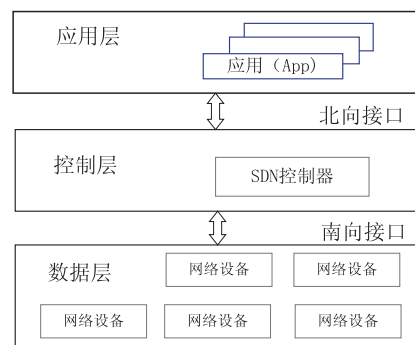 应用层
应用（App)
北向接口
控制层
SDN控制器
南向接口
数据层
网络设备 网络设备
网络设备 网络设备 网络设备